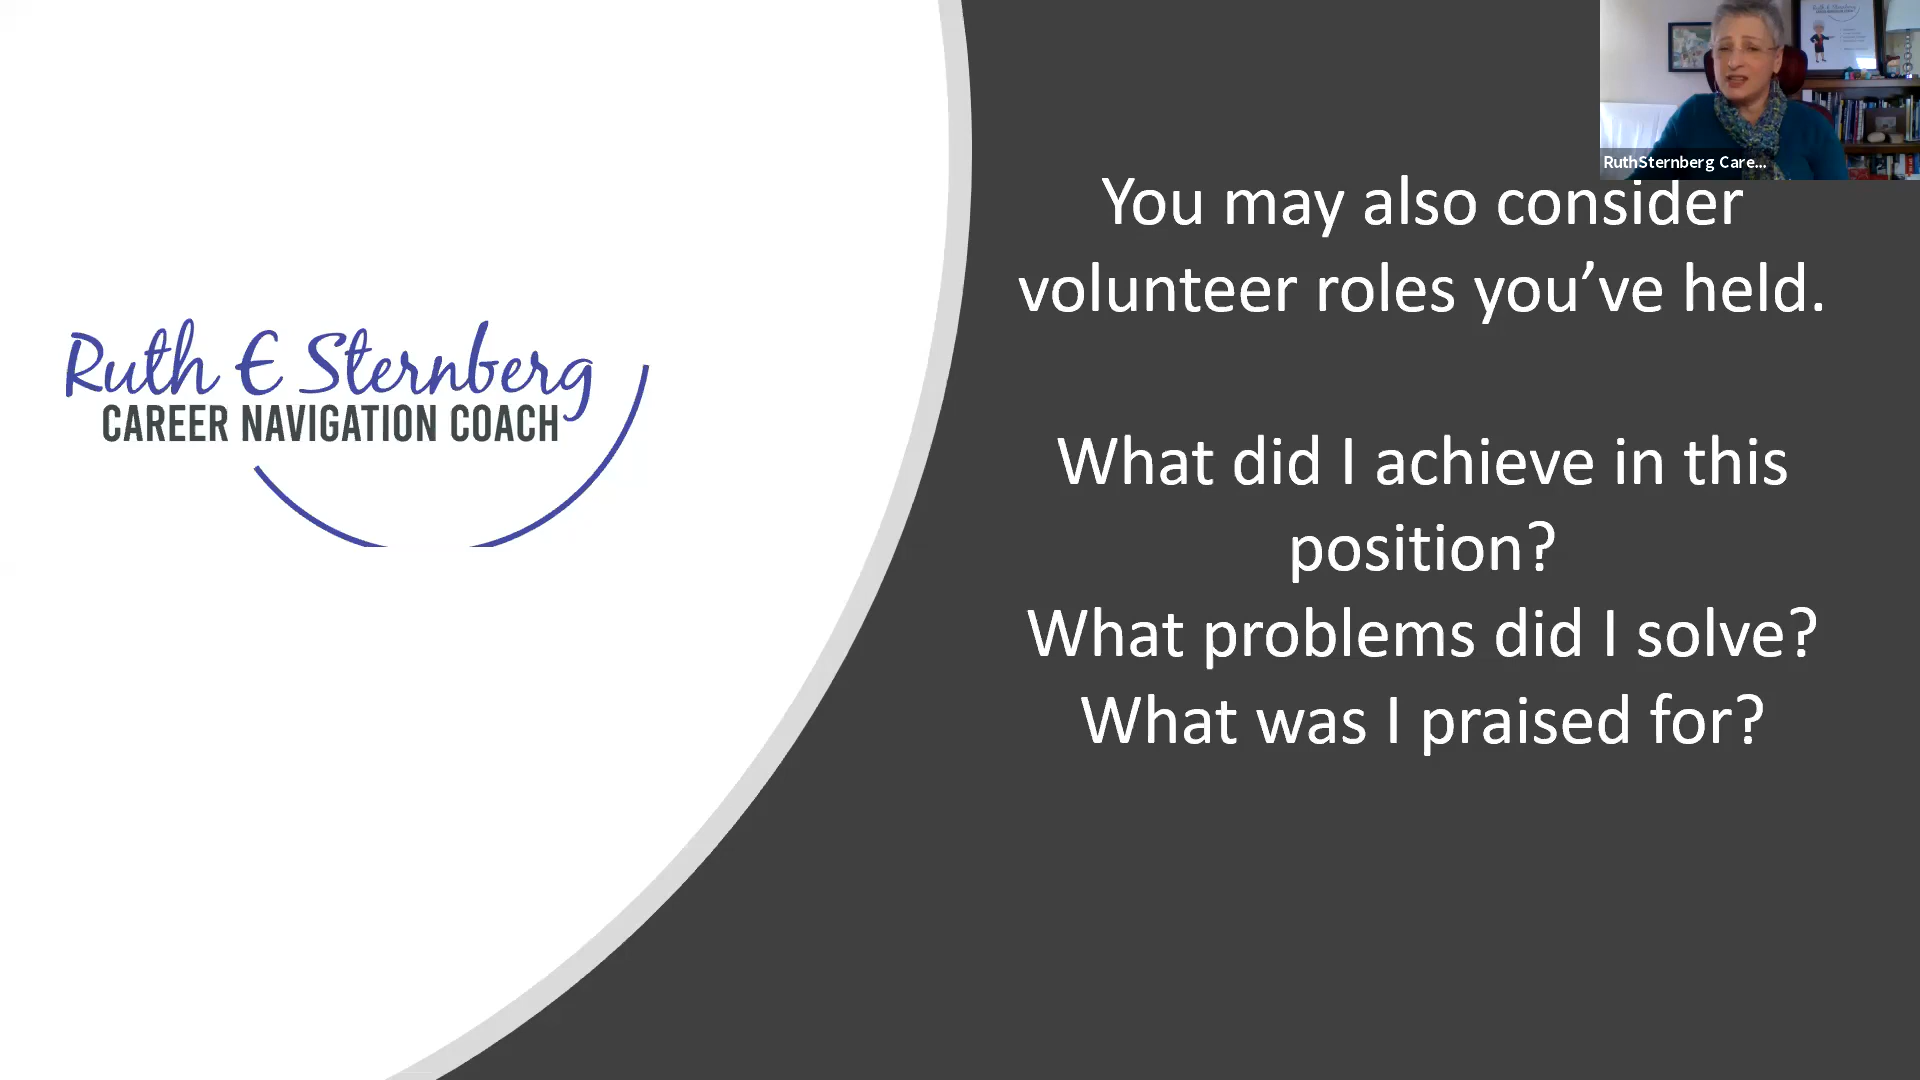 Ruth E Sternberg
CAREER NAVIGATION COACH
RuthSternberg Care...
You may also consider
volunteer roles you’ve held.
What did I achieve in this
position?
What problems did I solve?
What was I praised for?